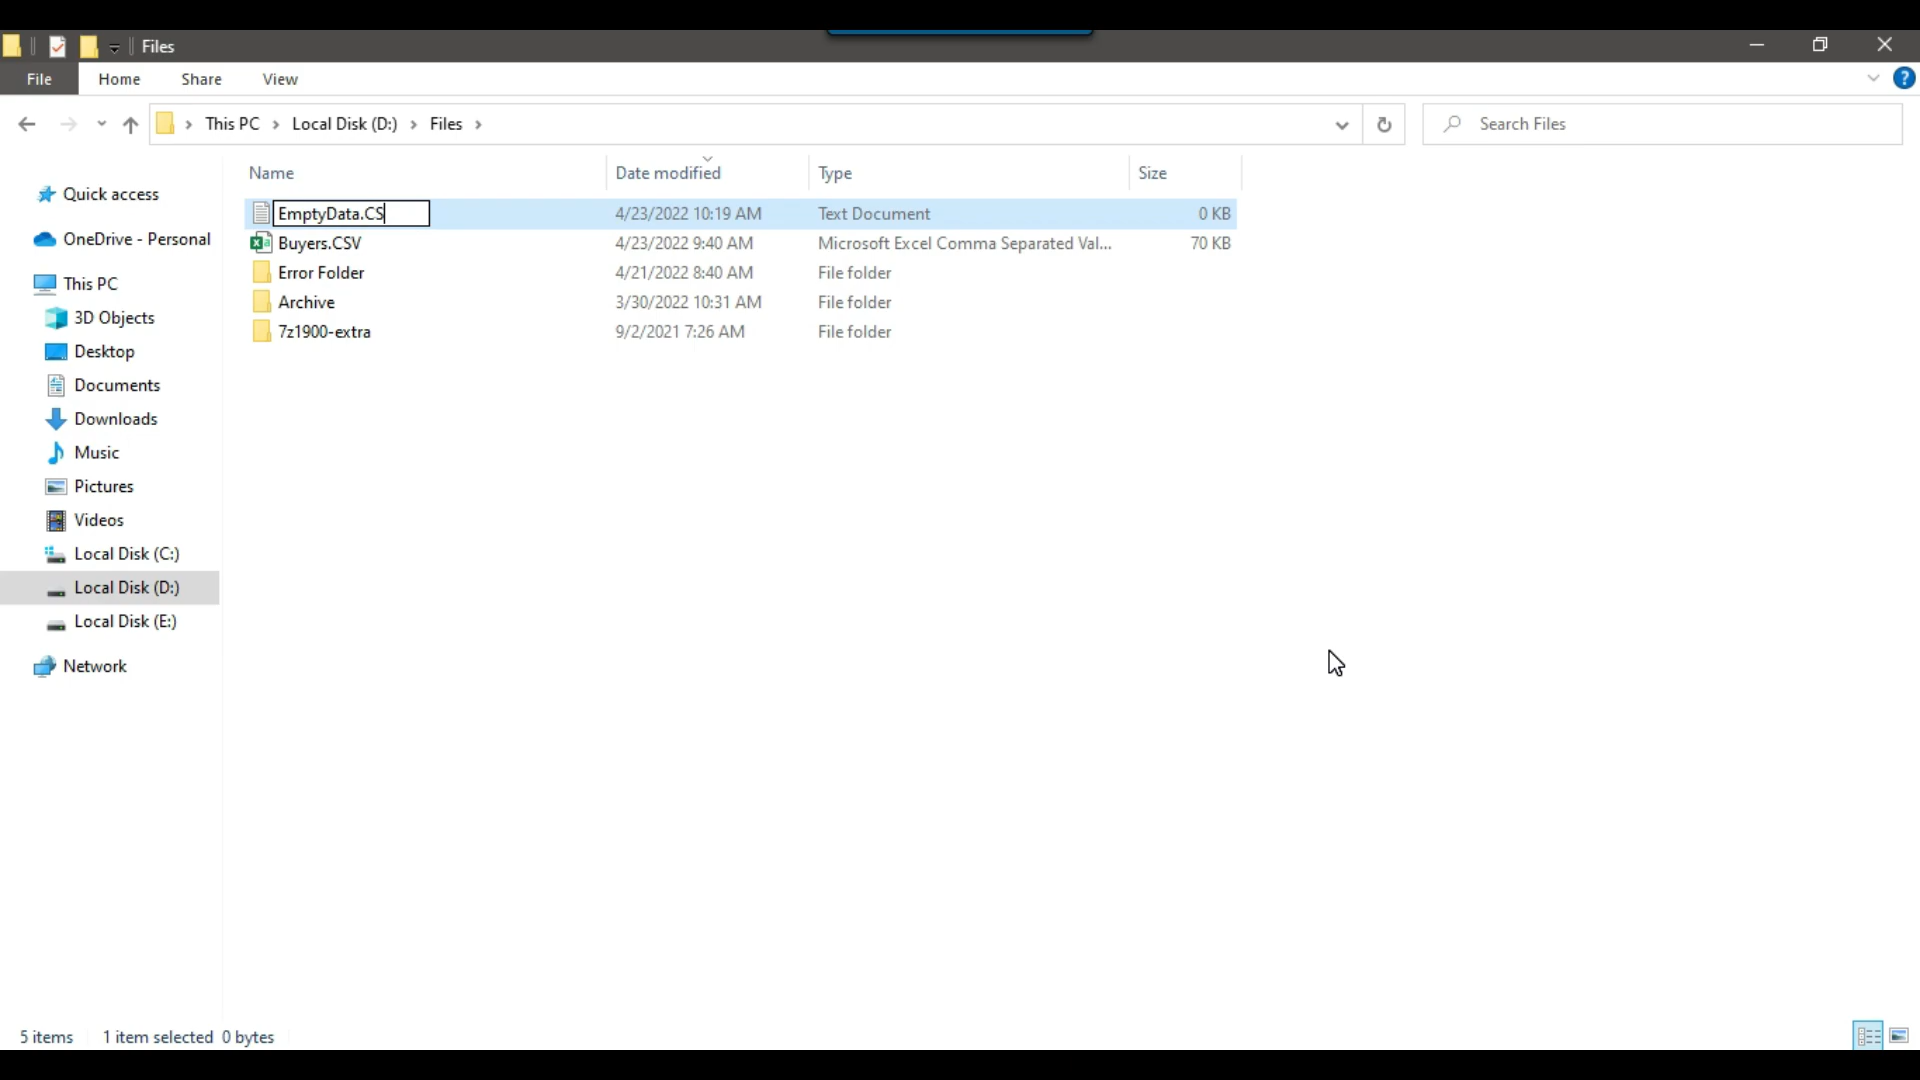 Files
File Home Share View
This PC Local Disk (D:) Files Search Files
Name Date modified Type Size
EmptyData.CS 4/23/2022 10:19 AM Text Document 0 KB
Buyers.CSV 4/23/2022 9:40 AM Microsoft Excel Comma Separated Val... 70 KB
Error Folder 4/21/2022 8:40 AM File folder
Archive 3/30/2022 10:31 AM File folder
7z1900-extra 9/2/2021 7:26 AM File folder
Quick access
OneDrive - Personal
This PC
3D Objects
Desktop
Documents
Downloads
Music
Pictures
Videos
Local Disk (C:)
Local Disk (D:)
Local Disk (E:)
Network
5 items 1 item selected 0 bytes